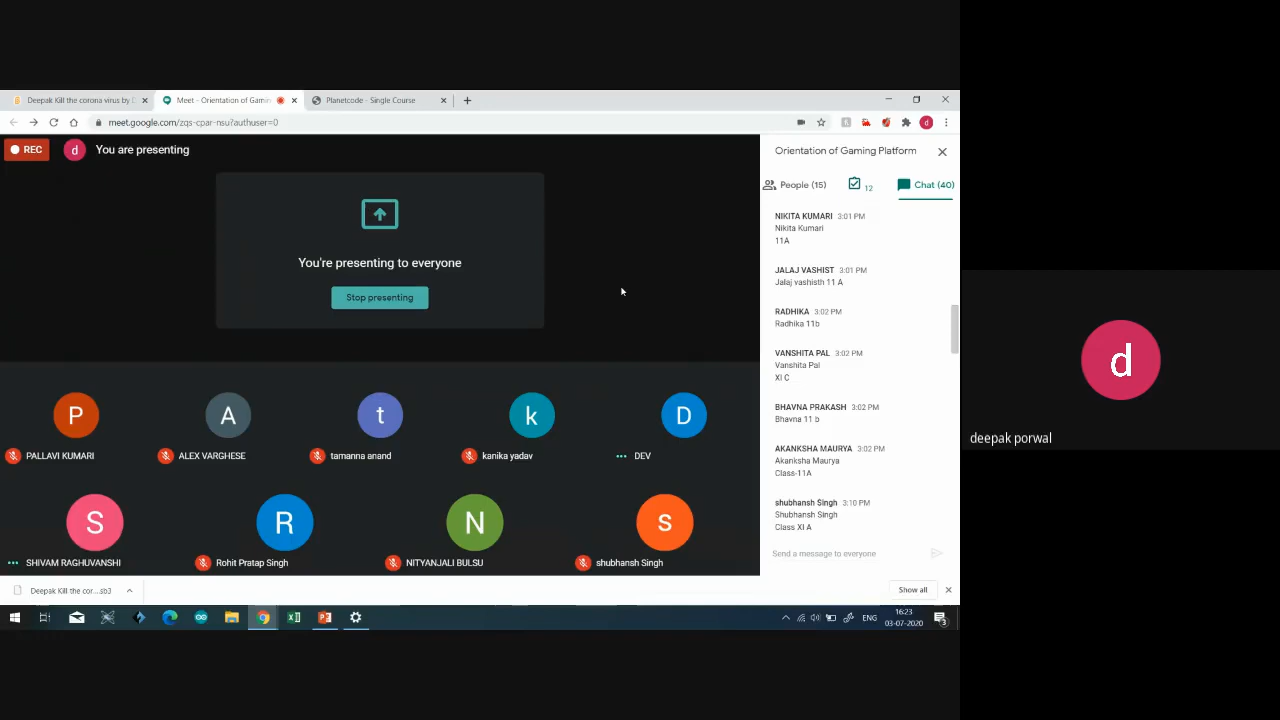 Deepak Kill the corona virus by D
Meet - Orientation of Gamin
Planetcode - Single Course
meet.google.com/zqs-cpar-nsu?authuser=0
d
REC
d
You are presenting
You're presenting to everyone
Stop presenting
P
A
t
k
D
PALLAVI KUMARI
ALEX VARGHESE
tamanna anand
kanika yadav
DEV
S
R
N
s
SHIVAM RAGHUVANSHI
Rohit Pratap Singh
NITYANJALI BULSU
shubhansh Singh
Orientation of Gaming Platform
People (15)
12
Chat (40)
NIKITA KUMARI 3:01 PM
Nikita Kumari
11A
JALAJ VASHIST 3:01 PM
Jalaj vashisth 11 A
RADHIKA 3:02 PM
Radhika 11b
VANSHITA PAL 3:02 PM
Vanshita Pal
XI C
BHAVNA PRAKASH 3:02 PM
Bhavna 11 b
AKANKSHA MAURYA 3:02 PM
Akanksha Maurya
Class-11A
shubhansh Singh 3:10 PM
Shubhansh Singh
Class XI A
Send a message to everyone
Deepak Kill the cor....sb3
Show all
ENG
16:23
03-07-2020
3
d
deepak porwal